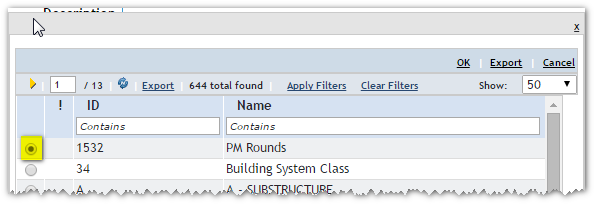 Description
x
OK Export Cancel
1 / 13 Export 644 total found Apply Filters Clear Filters Show: 50
! ID Name
Contains Contains
1532 PM Rounds
34 Building System Class
A A - SUBSTRUCTURE